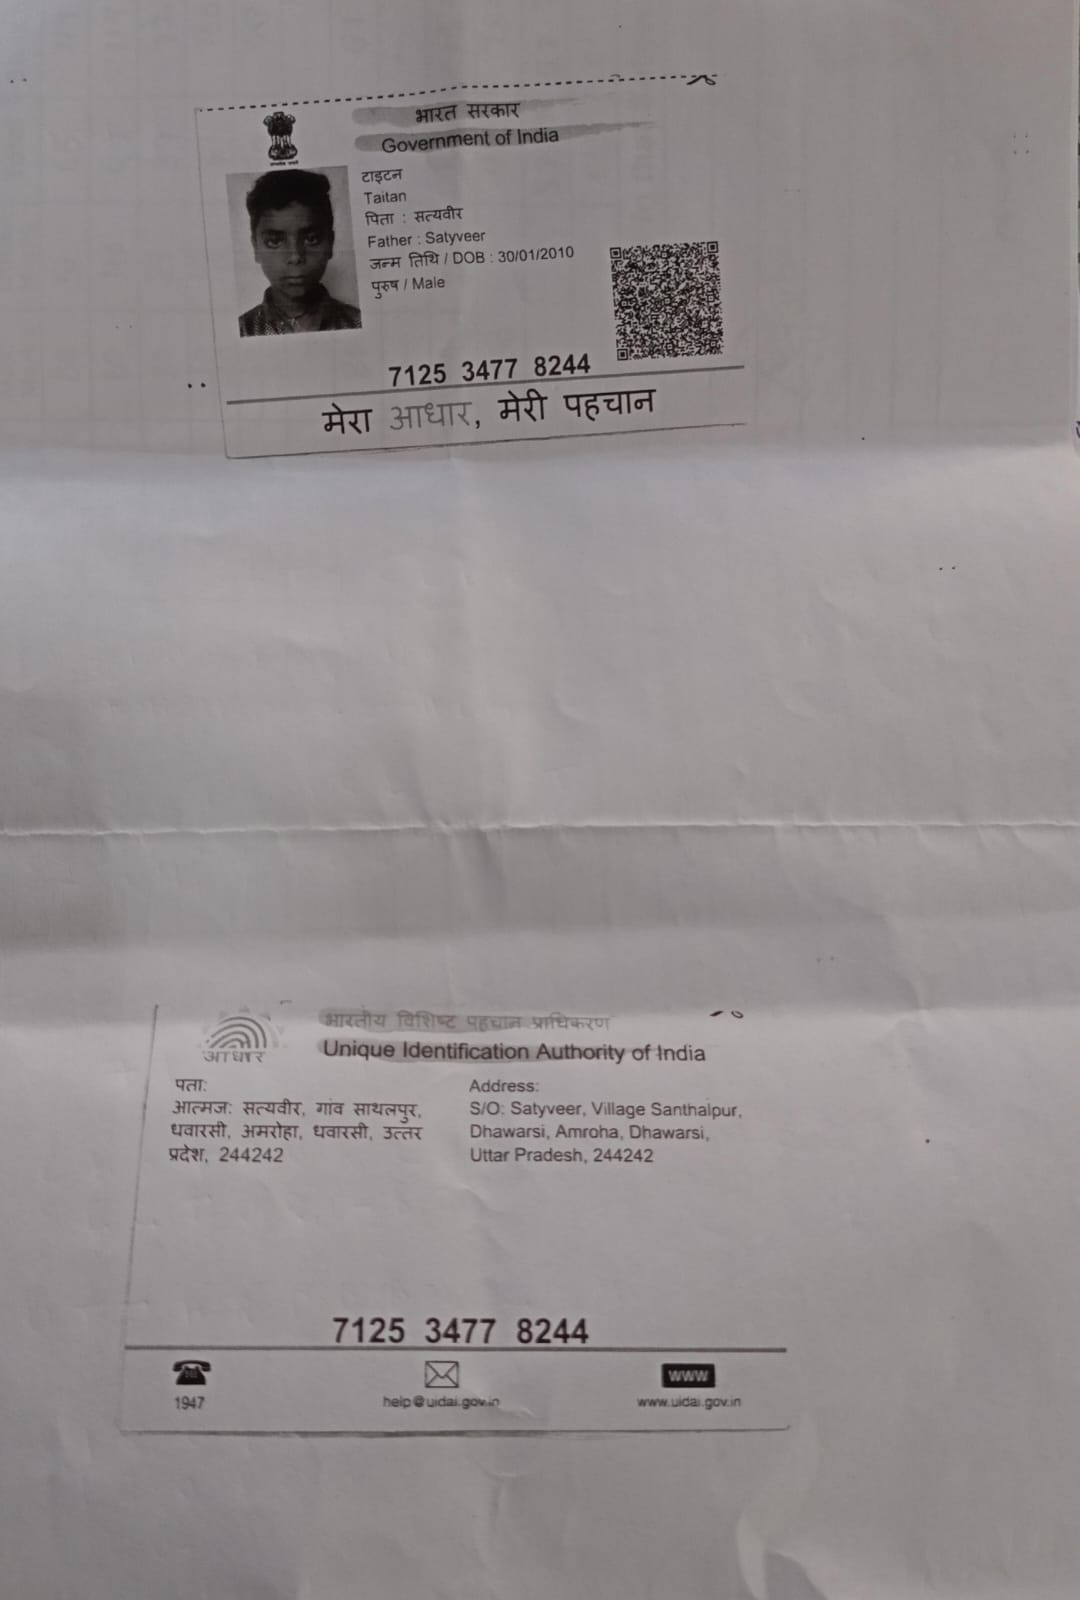 भारत सरकार
Government of India
टाइटन
Taitan
पिता : सत्यवीर
Father : Satyveer
जन्म तिथि / DOB : 30/01/2010
पुरुष / Male
7125 3477 8244
मेरा आधार, मेरी पहचान
भारतीय विशिष्ट पहचान प्राधिकरण
Unique Identification Authority of India
आधार
पता:
आत्मज: सत्यवीर, गांव साथलपुर,
धवारसी, अमरोहा, धवारसी, उत्तर
प्रदेश, 244242
Address:
S/O: Satyveer, Village Santhalpur,
Dhawarsi, Amroha, Dhawarsi,
Uttar Pradesh, 244242
7125 3477 8244
1947
help@uidai.gov.in
www
www.uidai.gov.in